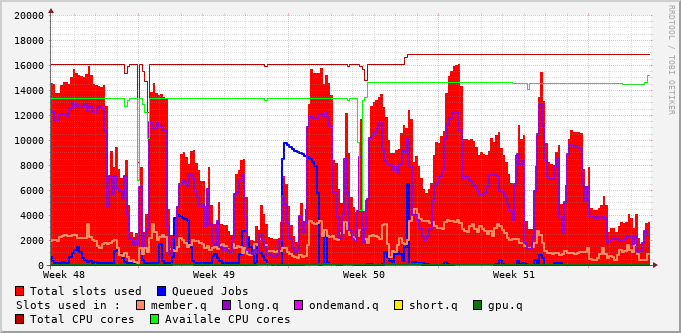 20000
18000
16000
14000
12000
10000
8000
6000
4000
2000
0
Week 48 Week 49 Week 50 Week 51
RRDTOOL / TOBI OETIKER
Total slots used Queued Jobs
Slots used in : member.q long.q ondemand.q short.q gpu.q
Total CPU cores Availale CPU cores